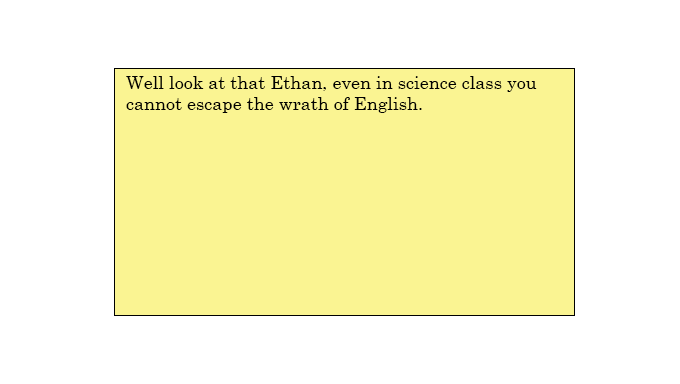 Well look at that Ethan, even in science class you
cannot escape the wrath of English.